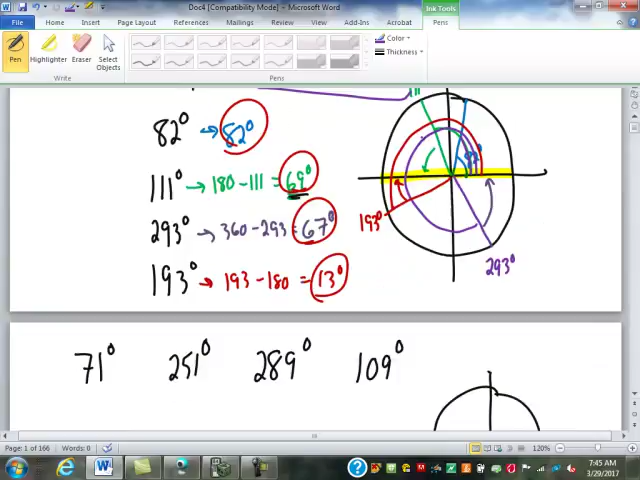 Doc4 [Compatibility Mode] - Microsoft Word
Ink Tools
File Home Insert Page Layout References Mailings Review View Add-Ins Acrobat Pens
Pen Highlighter Eraser Select Objects
Color
Thickness
Write
Pens
111
82° → 82°
82°
111° → 180 - 111 = 69°
193°
293° → 360 - 293 = 67°
293°
193° → 193 - 180 = 13°
71° 251° 289° 109°
Page: 1 of 166 Words: 0
120%
7:45 AM
3/29/2017